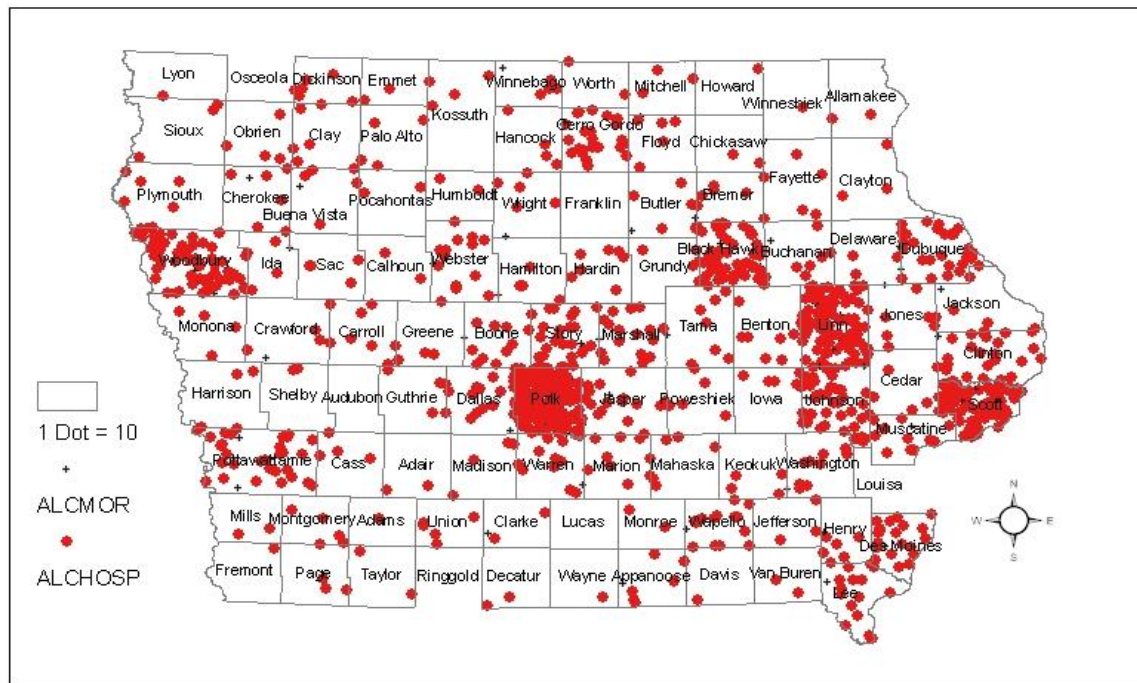 Lyon
Osceola
Dickinson
Emmet
Winnebago
Worth
Mitchell
Howard
Winneshiek
Allamakee
Kossuth
Sioux
Obrien
Clay
Palo Alto
Hancock
Cerro Gordo
Floyd
Chickasaw
Plymouth
Cherokee
Buena Vista
Pocahontas
Humboldt
Wright
Franklin
Butler
Bremer
Fayette
Clayton
Woodbury
Ida
Sac
Calhoun
Webster
Hamilton
Hardin
Grundy
Black Hawk
Buchanan
Delaware
Dubuque
Monona
Crawford
Carroll
Greene
Boone
Story
Marshall
Tama
Benton
Linn
Jones
Jackson
Clinton
Harrison
Shelby
Audubon
Guthrie
Dallas
Polk
Jasper
Poweshiek
Iowa
Johnson
Cedar
Scott
Muscatine
1 Dot = 10
Pottawattamie
Cass
Adair
Madison
Warren
Marion
Mahaska
Keokuk
Washington
Louisa
ALCMOR
Mills
Montgomery
Adams
Union
Clarke
Lucas
Monroe
Wapello
Jefferson
Henry
Des Moines
ALCHOSP
Fremont
Page
Taylor
Ringgold
Decatur
Wayne
Appanoose
Davis
Van Buren
Lee
N
W E
S